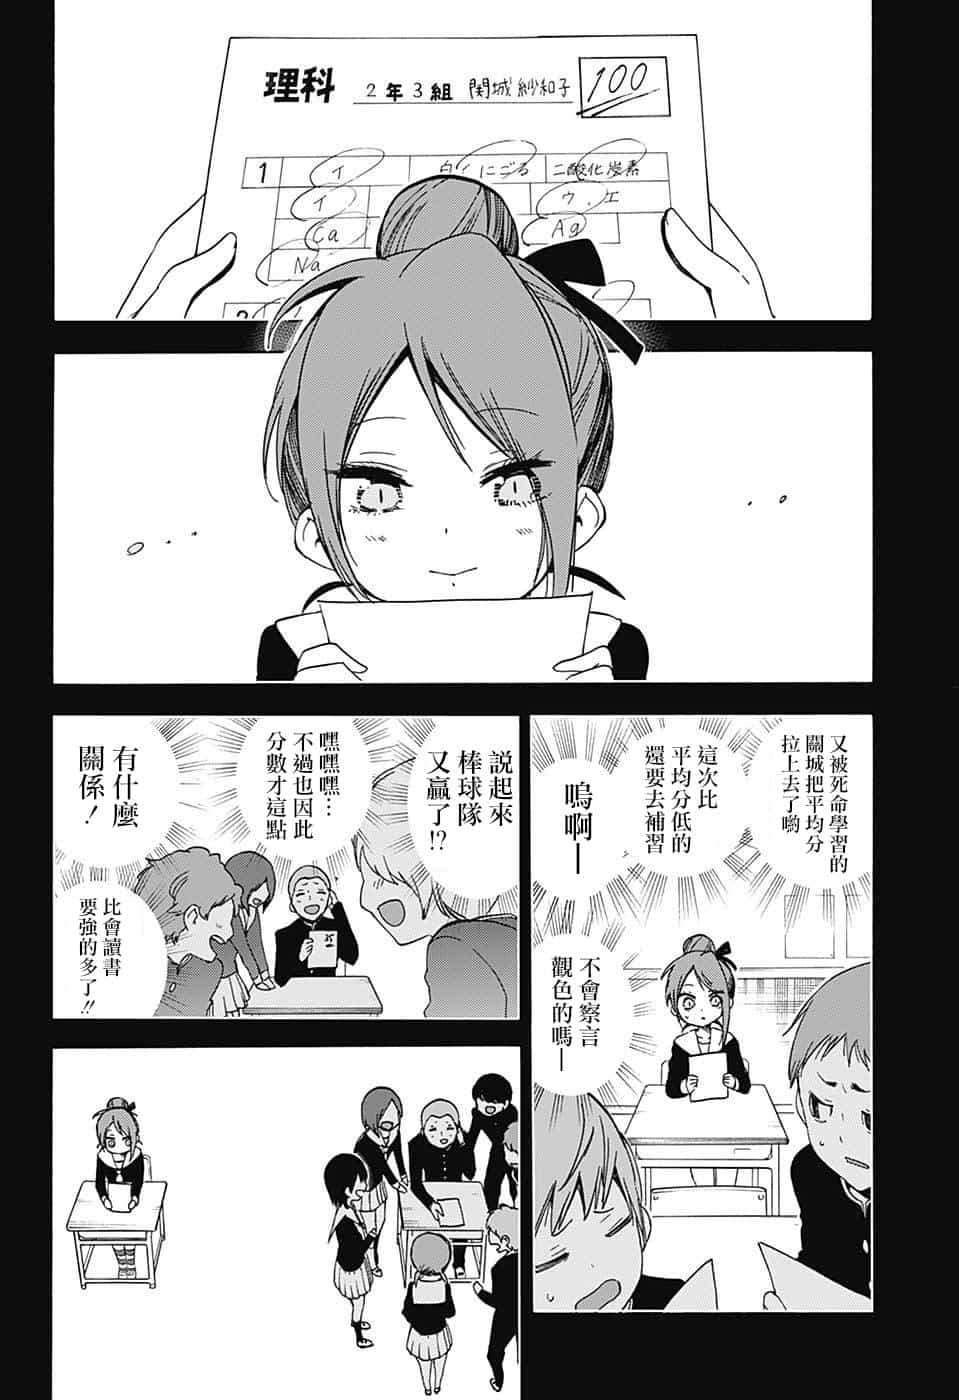 理科
2年3組 関城紗和子
100
1
イ
白くにごる
二酸化炭素
イ
ウ、エ
Ca
Ag
Na
又被死命學習的
關城把平均分
拉上去了喲
這次比
平均分低的
還要去補習
嗚啊ー
不會察言
觀色的嗎ー
說起來
棒球隊
又贏了!?
嘿嘿嘿…
不過也因此
分數才這點
有什麼
關係！
比會讀書
要強的多了!!